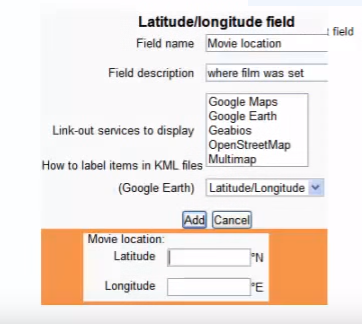 Latitude/longitude field
t field
Field name Movie location
Field description where film was set
Link-out services to display
Google Maps
Google Earth
Geabios
OpenStreetMap
Multimap
How to label items in KML files
(Google Earth) Latitude/Longitude
Add Cancel
Movie location:
Latitude °N
Longitude °E